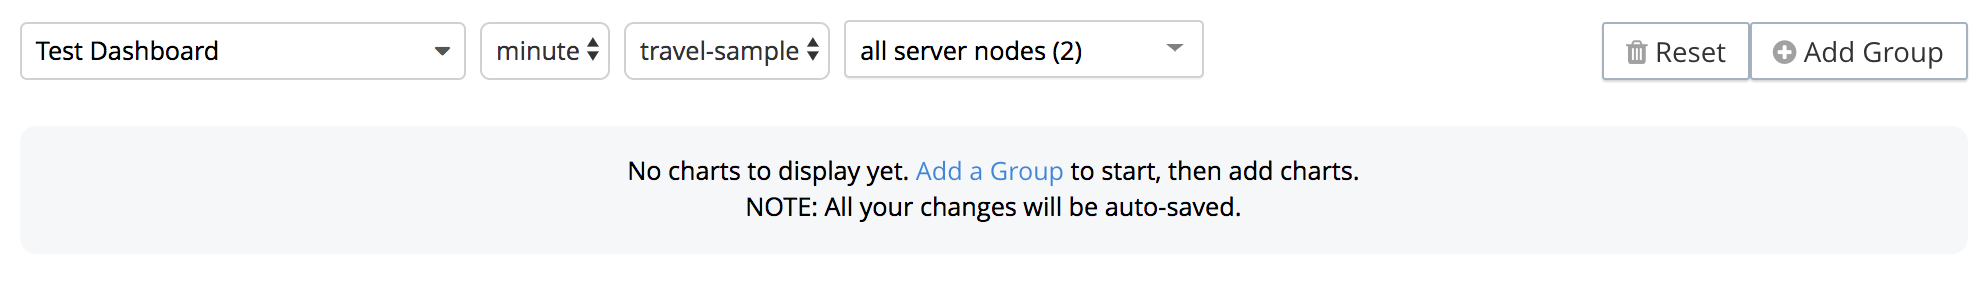 Test Dashboard minute travel-sample all server nodes (2) Reset Add Group
No charts to display yet. Add a Group to start, then add charts.
NOTE: All your changes will be auto-saved.